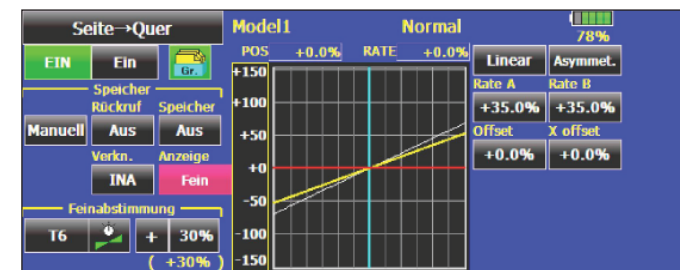 Seite→Quer
Model1
Normal
78%
POS +0.0% RATE +0.0%
EIN
Ein
Gr.
Linear
Asymmet.
Speicher
Rückruf
Speicher
Manuell
Aus
Aus
Verkn.
Anzeige
INA
Fein
Feinabstimmung
T6
+
30%
( +30% )
+150
+100
+50
+0
-50
-100
-150
Rate A
Rate B
+35.0%
+35.0%
Offset
X offset
+0.0%
+0.0%